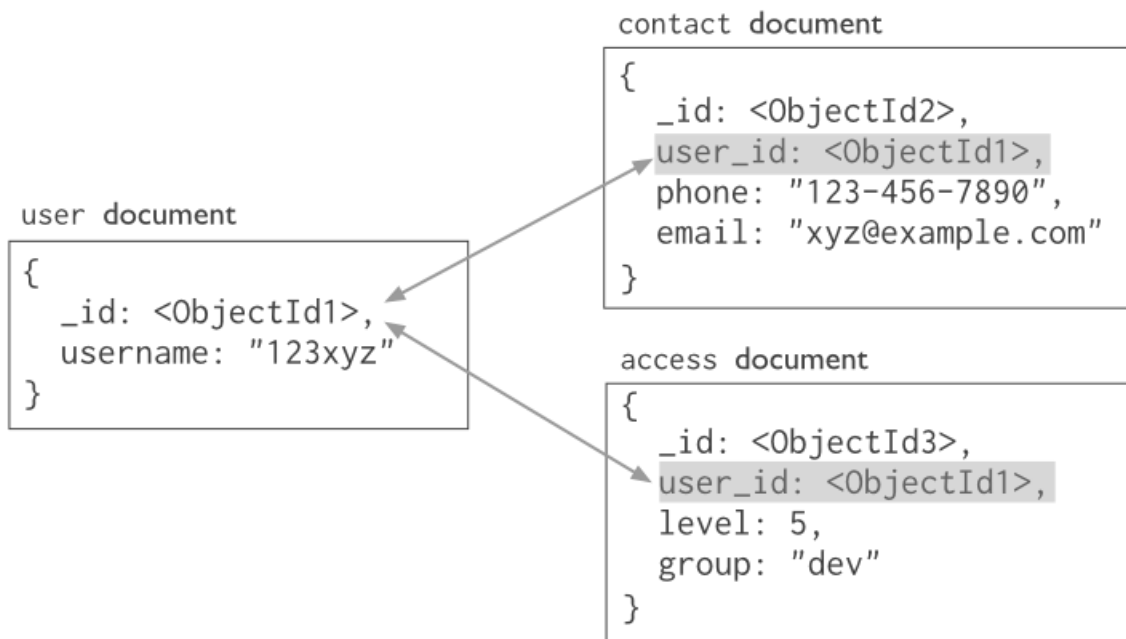 contact document
{
_id: <ObjectId2>,
user_id: <ObjectId1>,
phone: "123-456-7890",
email: "xyz@example.com"
}
user document
{
_id: <ObjectId1>,
username: "123xyz"
}
access document
{
_id: <ObjectId3>,
user_id: <ObjectId1>,
level: 5,
group: "dev"
}